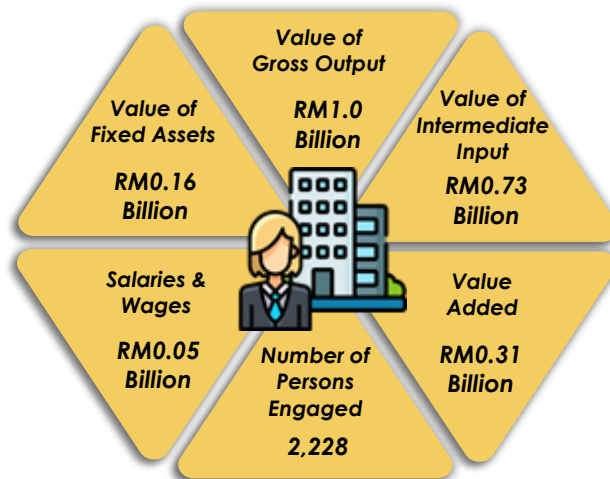 Value of
Gross Output
RM1.0
Billion
Value of
Fixed Assets
RM0.16
Billion
Value of
Intermediate
Input
RM0.73
Billion
Salaries &
Wages
RM0.05
Billion
Value
Added
RM0.31
Billion
Number of
Persons
Engaged
2,228